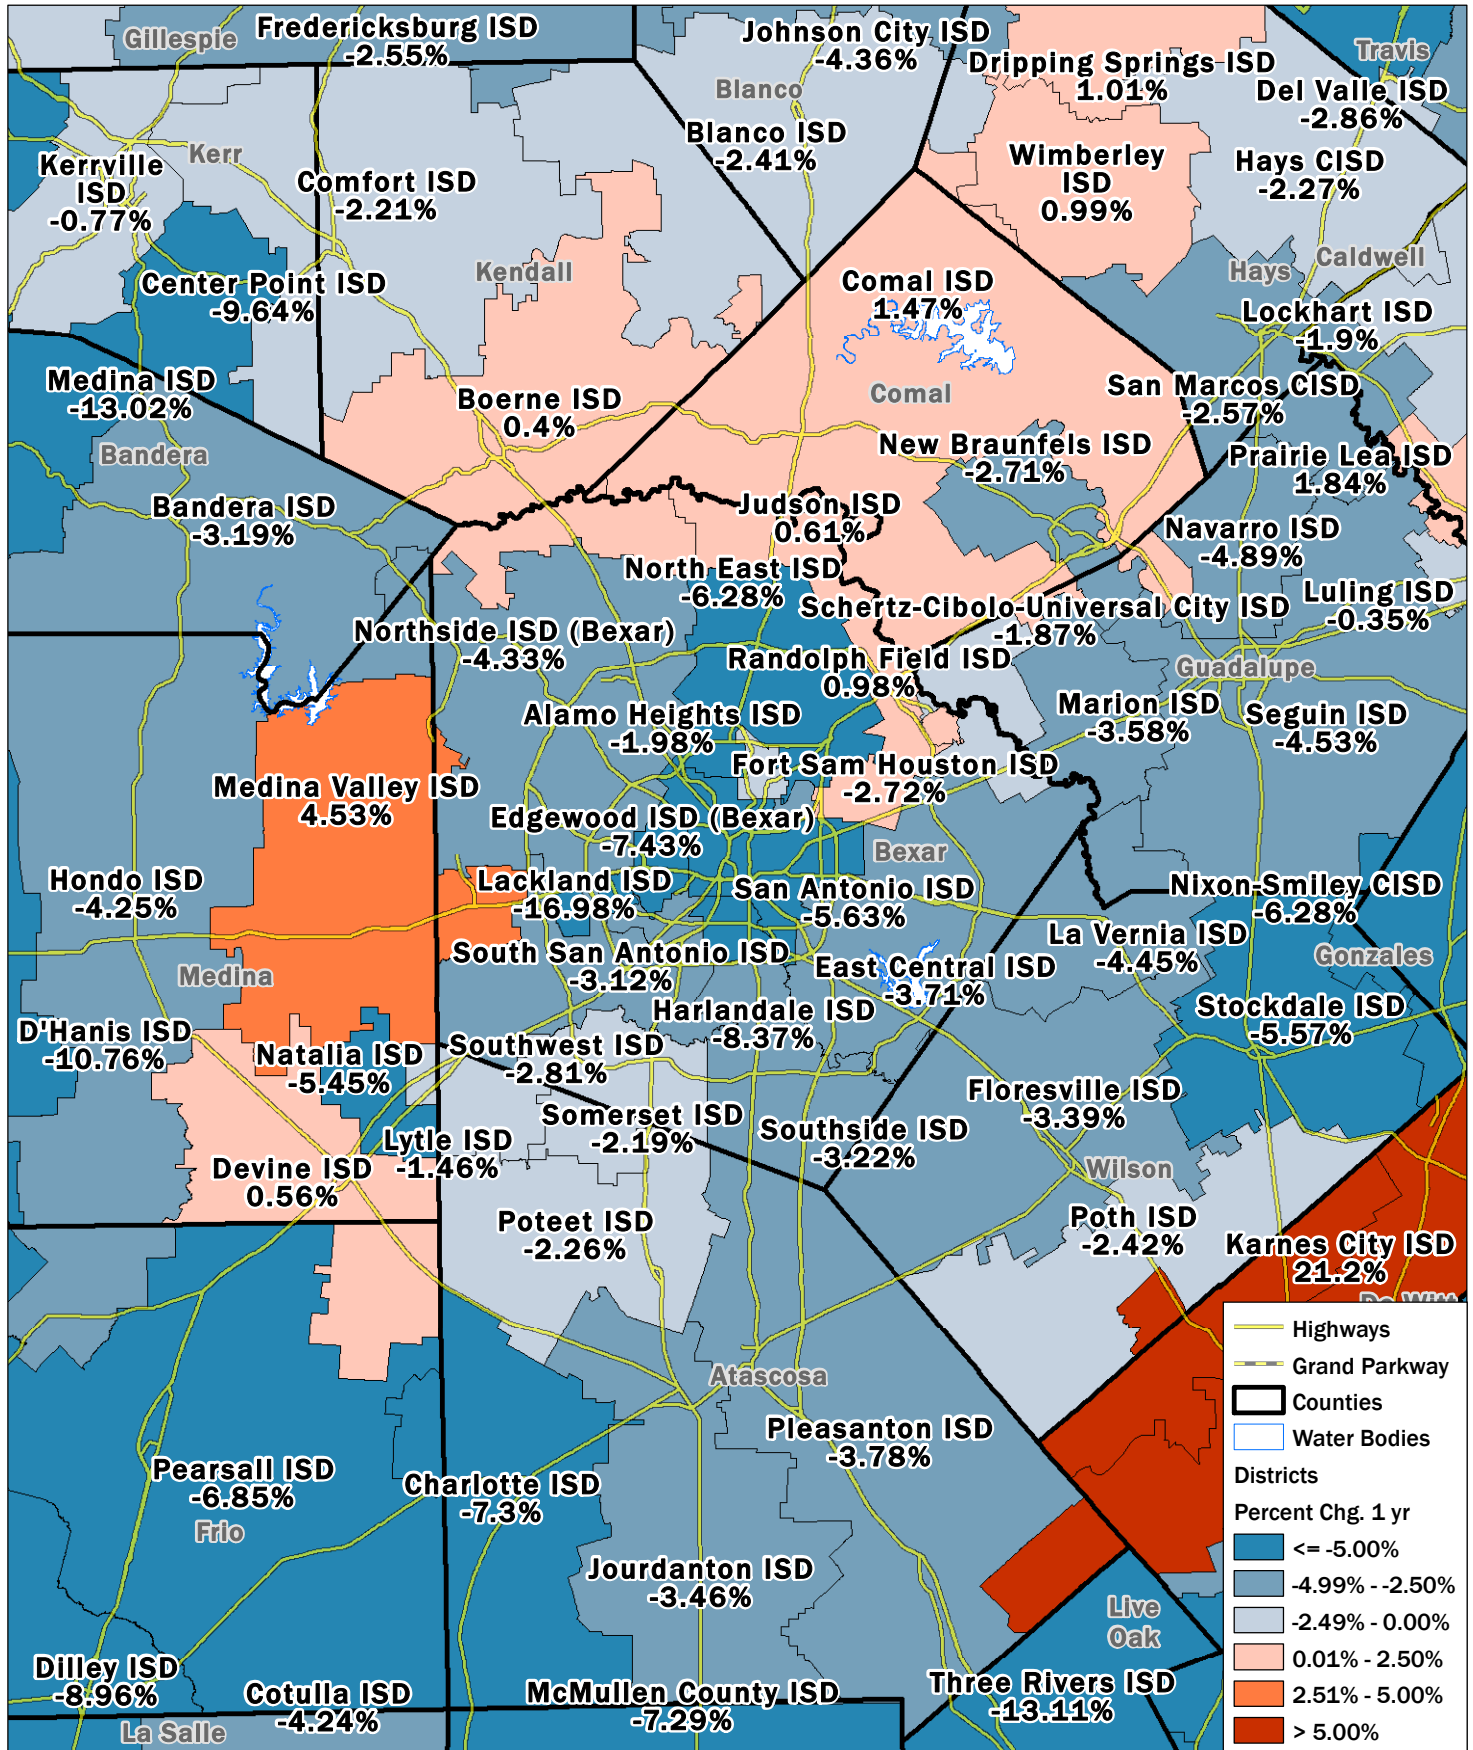 Gillespie
Fredericksburg ISD
-2.55%
Johnson City ISD
-4.36%
Travis
Dripping Springs ISD
1.01%
Del Valle ISD
-2.86%
Blanco
Blanco ISD
-2.41%
Kerr
Kerrville
ISD
-0.77%
Comfort ISD
-2.21%
Wimberley
ISD
0.99%
Hays CISD
-2.27%
Kendall
Center Point ISD
-9.64%
Comal ISD
1.47%
Hays
Caldwell
Lockhart ISD
-1.9%
Medina ISD
-13.02%
Boerne ISD
0.4%
Comal
San Marcos CISD
-2.57%
Bandera
New Braunfels ISD
-2.71%
Prairie Lea ISD
1.84%
Bandera ISD
-3.19%
Judson ISD
0.61%
Navarro ISD
-4.89%
North East ISD
-6.28%
Schertz-Cibolo-Universal City ISD
-1.87%
Luling ISD
-0.35%
Northside ISD (Bexar)
-4.33%
Randolph Field ISD
0.98%
Guadalupe
Alamo Heights ISD
-1.98%
Marion ISD
-3.58%
Seguin ISD
-4.53%
Medina Valley ISD
4.53%
Fort Sam Houston ISD
-2.72%
Edgewood ISD (Bexar)
-7.43%
Bexar
Hondo ISD
-4.25%
Lackland ISD
-16.98%
San Antonio ISD
-5.63%
Nixon-Smiley CISD
-6.28%
La Vernia ISD
-4.45%
Gonzales
Medina
South San Antonio ISD
-3.12%
East Central ISD
-3.71%
Harlandale ISD
-8.37%
Stockdale ISD
-5.57%
D'Hanis ISD
-10.76%
Natalia ISD
-5.45%
Southwest ISD
-2.81%
Floresville ISD
-3.39%
Lytle ISD
-1.46%
Somerset ISD
-2.19%
Southside ISD
-3.22%
Devine ISD
0.56%
Wilson
Poteet ISD
-2.26%
Poth ISD
-2.42%
Karnes City ISD
21.2%
De Witt
Atascosa
Pleasanton ISD
-3.78%
Pearsall ISD
-6.85%
Frio
Charlotte ISD
-7.3%
Jourdanton ISD
-3.46%
Live
Oak
Dilley ISD
-8.96%
Cotulla ISD
-4.24%
La Salle
McMullen County ISD
-7.29%
Three Rivers ISD
-13.11%
Highways
Grand Parkway
Counties
Water Bodies
Districts
Percent Chg. 1 yr
<= -5.00%
-4.99% - -2.50%
-2.49% - 0.00%
0.01% - 2.50%
2.51% - 5.00%
> 5.00%